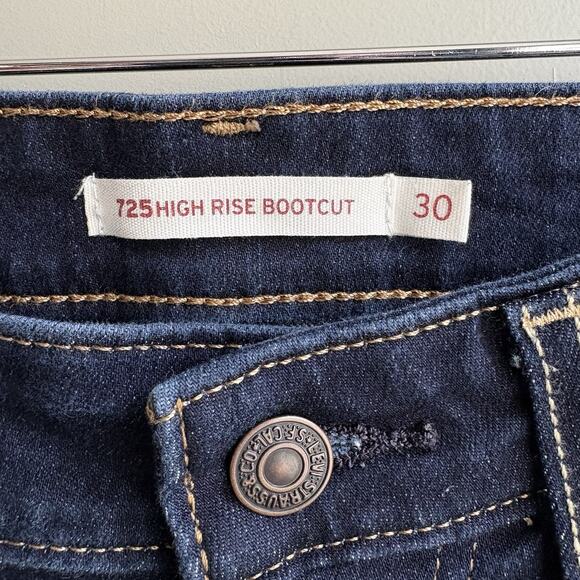 725 HIGH RISE BOOTCUT 30
LEVI STRAUSS & CO S.F. CAL